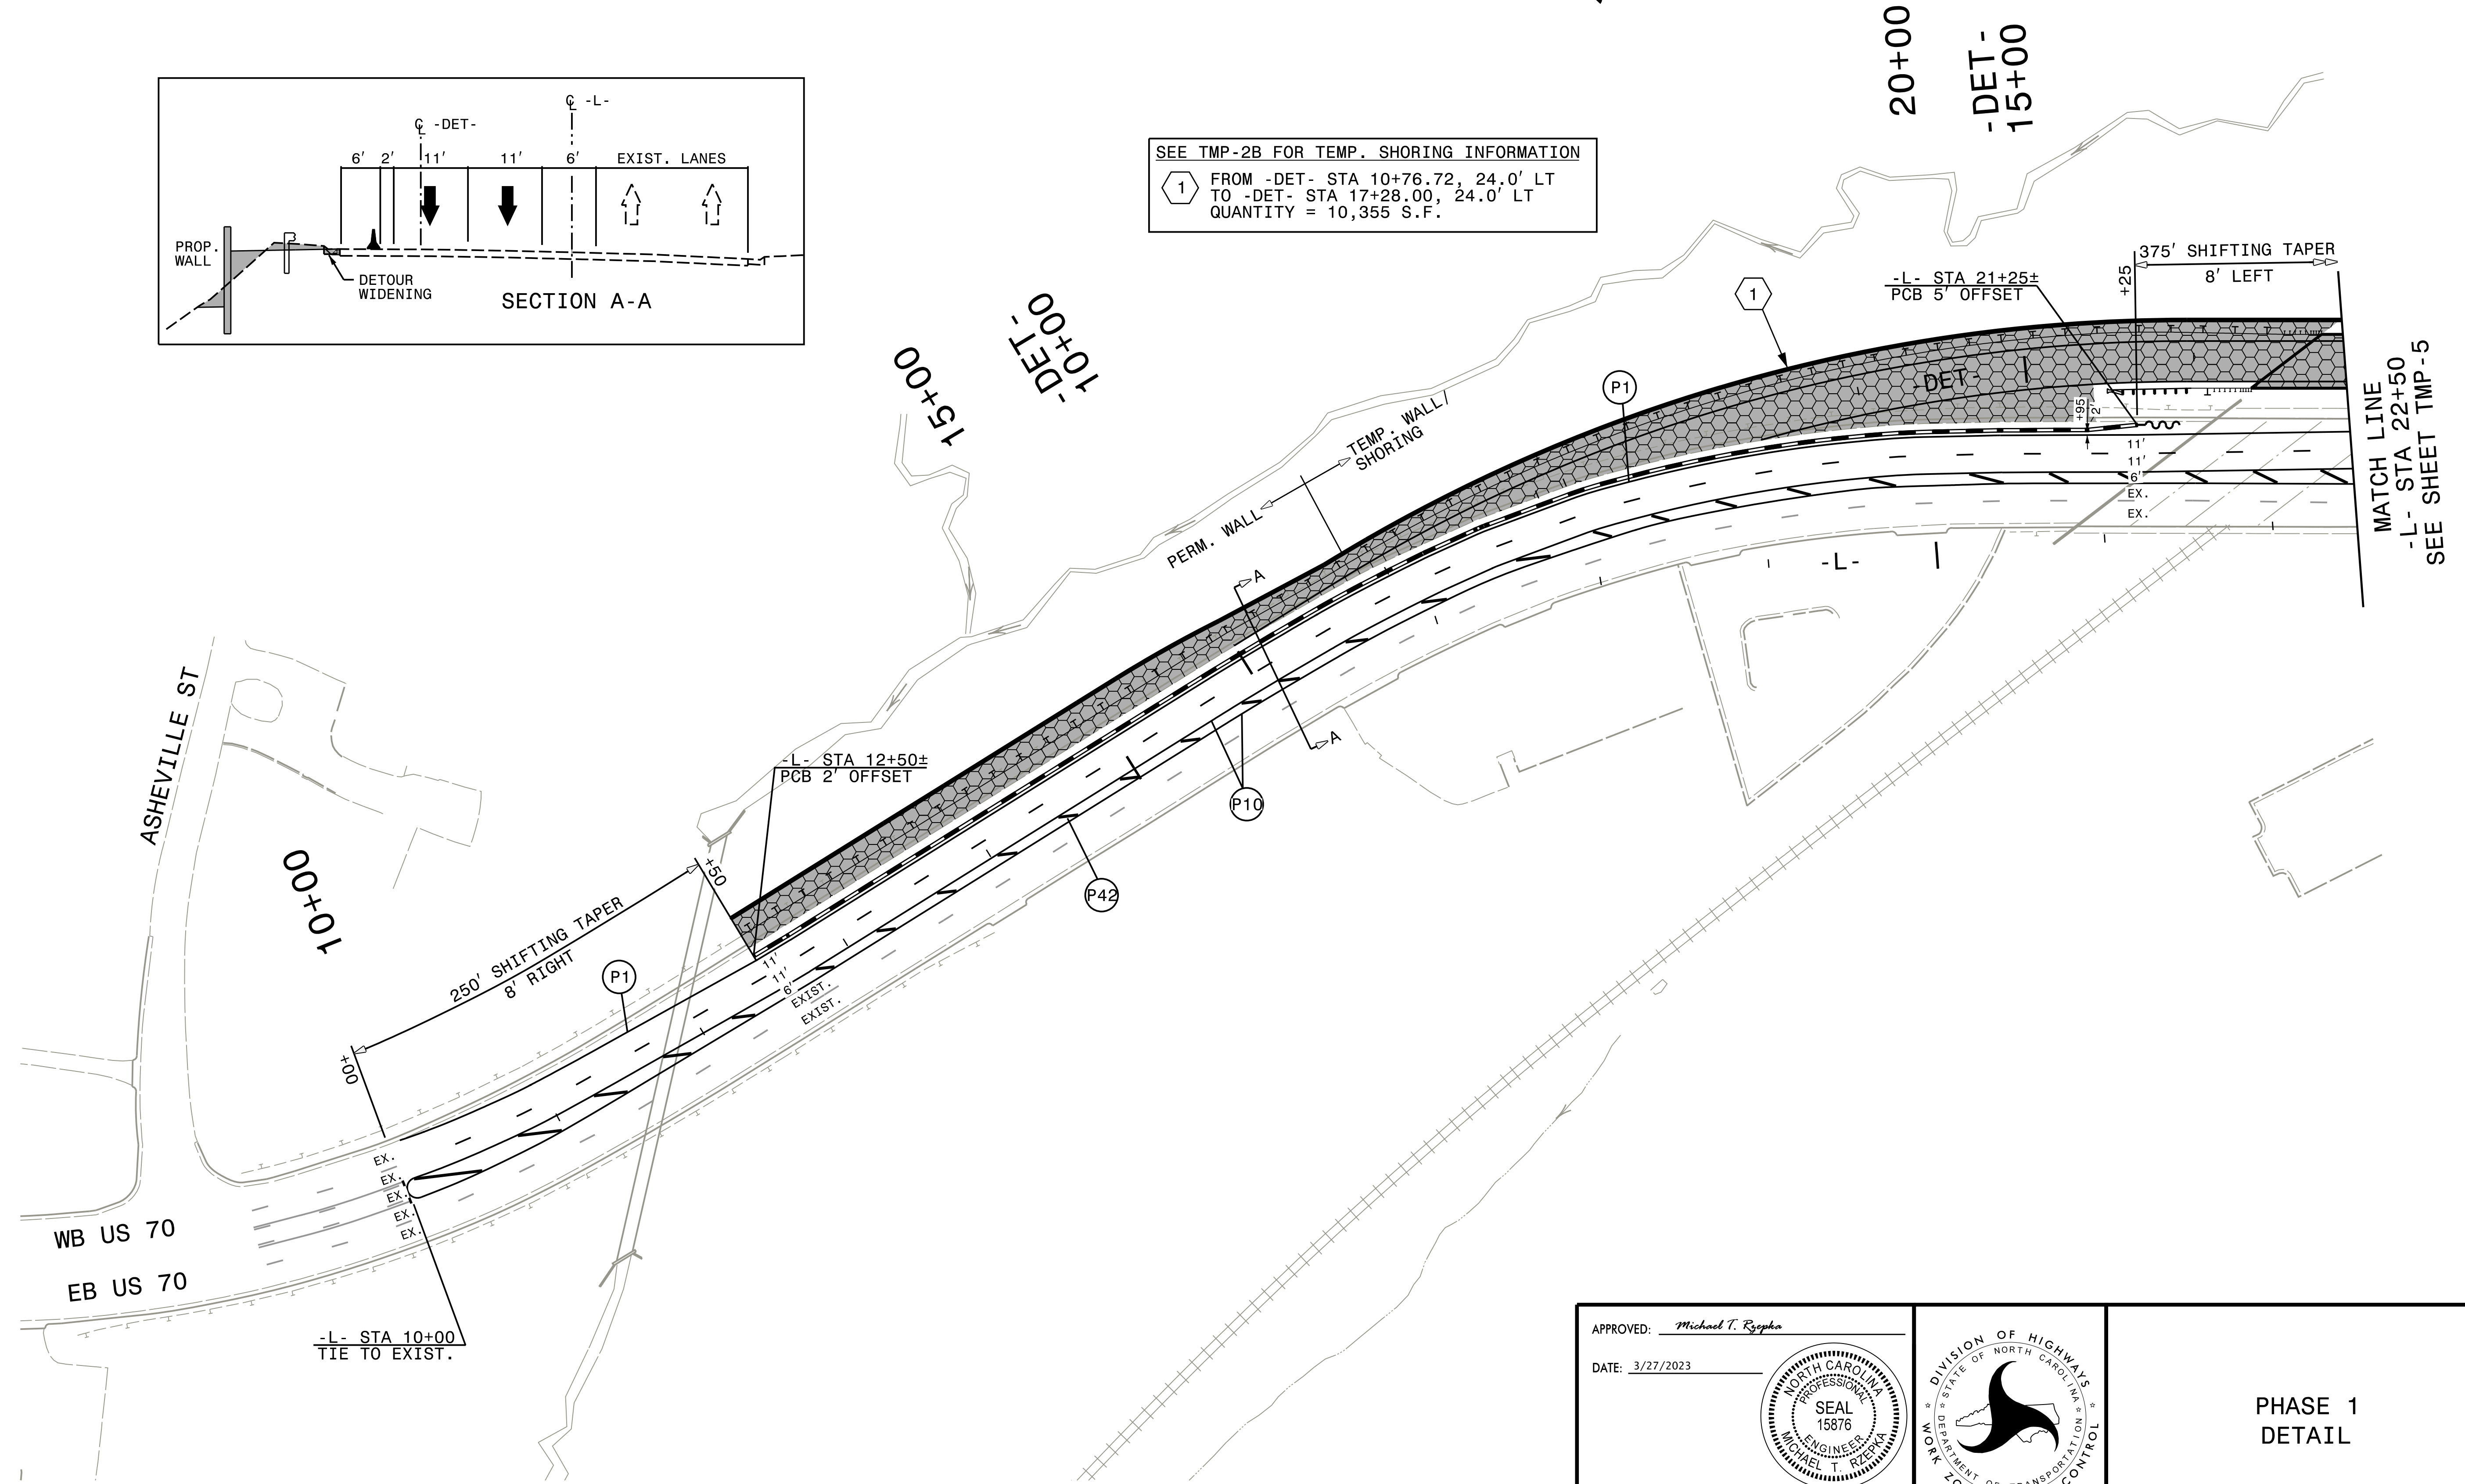 ℄ -L-
℄ -DET-
6' 2' 11' 11' 6' EXIST. LANES
PROP.
WALL
DETOUR
WIDENING
SECTION A-A
SEE TMP-2B FOR TEMP. SHORING INFORMATION
1
FROM -DET- STA 10+76.72, 24.0' LT
TO -DET- STA 17+28.00, 24.0' LT
QUANTITY = 10,355 S.F.
20+00
-DET-
15+00
15+00
-DET-
10+00
10+00
375' SHIFTING TAPER
8' LEFT
+25
-L- STA 21+25±
PCB 5' OFFSET
1
P1
-DET-
+95
2'
11'
11'
6'
EX.
EX.
MATCH LINE
-L- STA 22+50
SEE SHEET TMP-5
TEMP. WALL/
SHORING
PERM. WALL
A
A
-L-
ASHEVILLE ST
-L- STA 12+50±
PCB 2' OFFSET
+50
250' SHIFTING TAPER
8' RIGHT
P1
P10
P42
11'
11'
6'
EXIST.
EXIST.
+00
EX.
EX.
EX.
EX.
EX.
WB US 70
EB US 70
-L- STA 10+00
TIE TO EXIST.
APPROVED: Michael T. Rzepka
DATE: 3/27/2023
NORTH CAROLINA
PROFESSIONAL
SEAL
15876
ENGINEER
MICHAEL T. RZEPKA
DIVISION OF HIGHWAYS
STATE OF NORTH CAROLINA
DEPARTMENT OF
WORK
CONTROL
PHASE 1
DETAIL